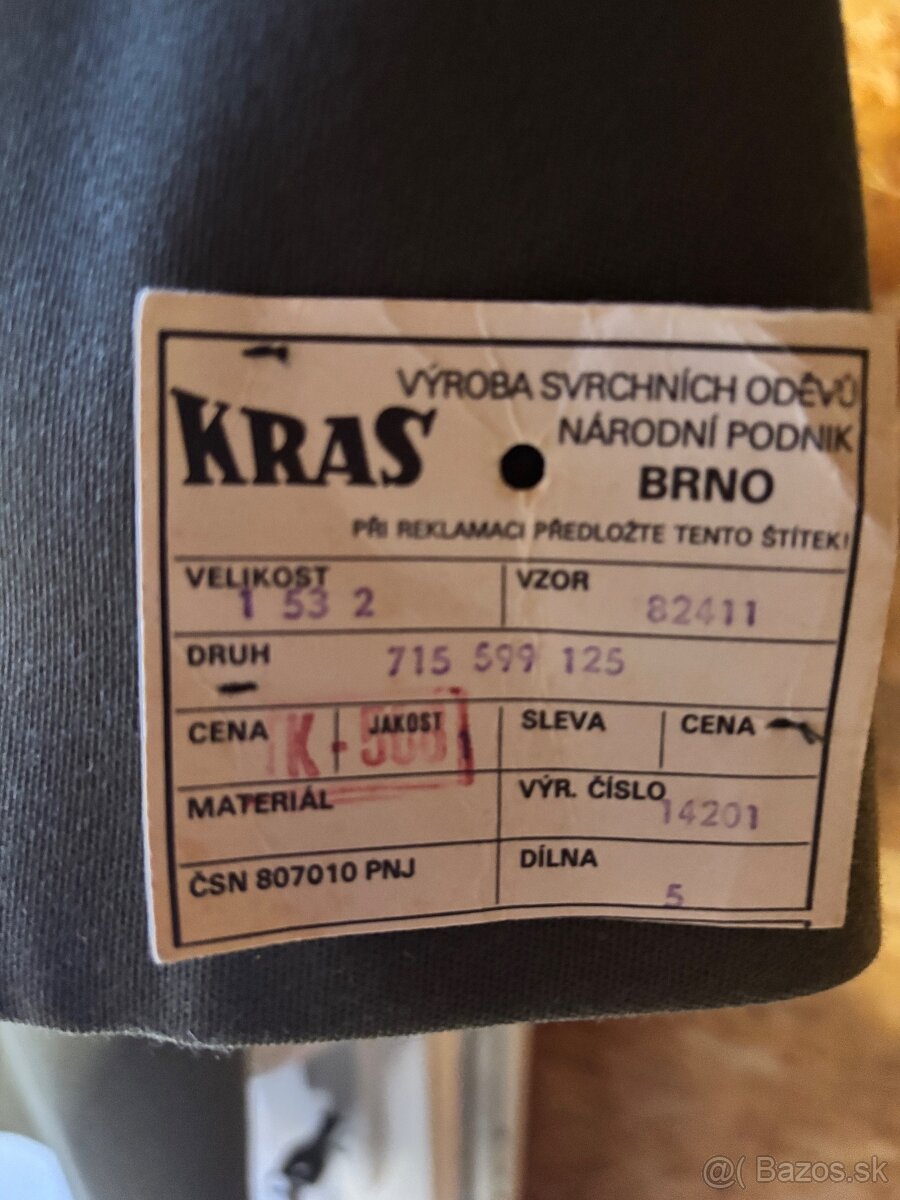 VÝROBA SVRCHNÍCH ODĚVŮ
KRAS
NÁRODNÍ PODNIK
BRNO
PŘI REKLAMACI PŘEDLOŽTE TENTO ŠTÍTEK!
VELIKOST 1 53 2
VZOR 82411
DRUH 715 599 125
CENA
JAKOST
SLEVA
CENA
MATERIÁL
VÝR. ČÍSLO 14201
ČSN 807010 PNJ
DÍLNA 5
@( Bazos.sk